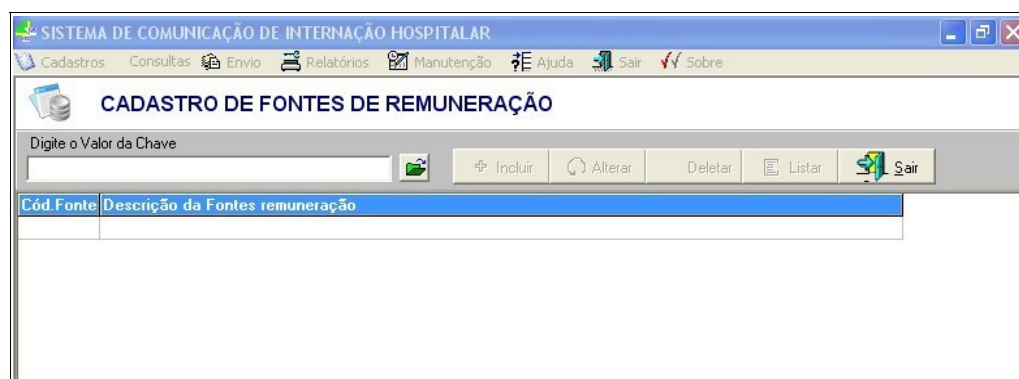 SISTEMA DE COMUNICAÇÃO DE INTERNAÇÃO HOSPITALAR
Cadastros Consultas Envio Relatórios Manutenção Ajuda Sair Sobre
CADASTRO DE FONTES DE REMUNERAÇÃO
Digite o Valor da Chave
Incluir Alterar Deletar Listar Sair
Cód.Fonte Descrição da Fontes remuneração